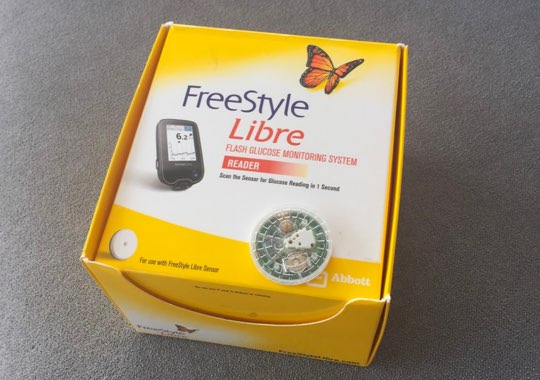 FreeStyle
Libre
FLASH GLUCOSE MONITORING SYSTEM
READER
Scan the Sensor for Glucose Reading in 1 Second
6.2
For use with FreeStyle Libre Sensor
Abbott
FreeStyle